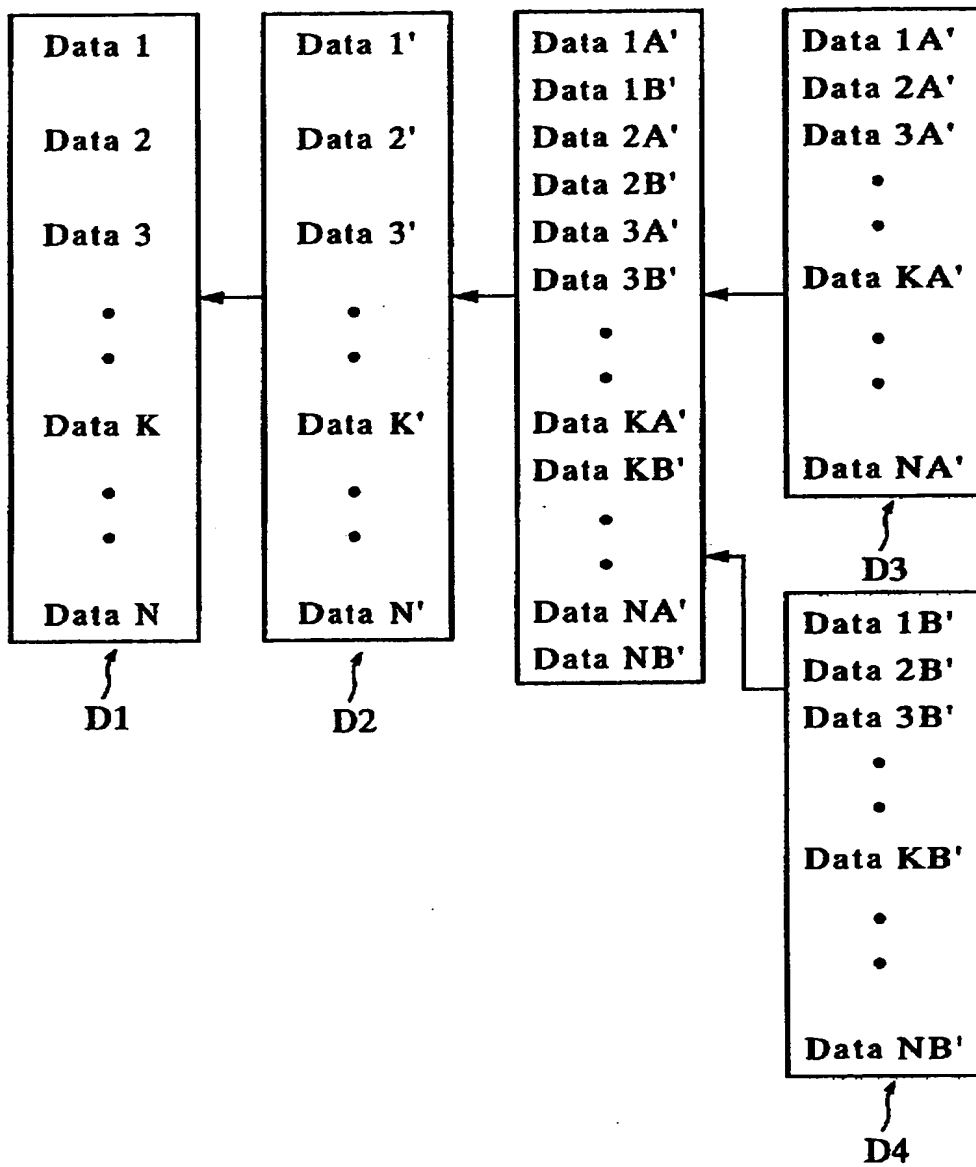 Data 1
Data 2
Data 3
Data K
Data N
D1
Data 1'
Data 2'
Data 3'
Data K'
Data N'
D2
Data 1A'
Data 1B'
Data 2A'
Data 2B'
Data 3A'
Data 3B'
Data KA'
Data KB'
Data NA'
Data NB'
Data 1A'
Data 2A'
Data 3A'
Data KA'
Data NA'
D3
Data 1B'
Data 2B'
Data 3B'
Data KB'
Data NB'
D4